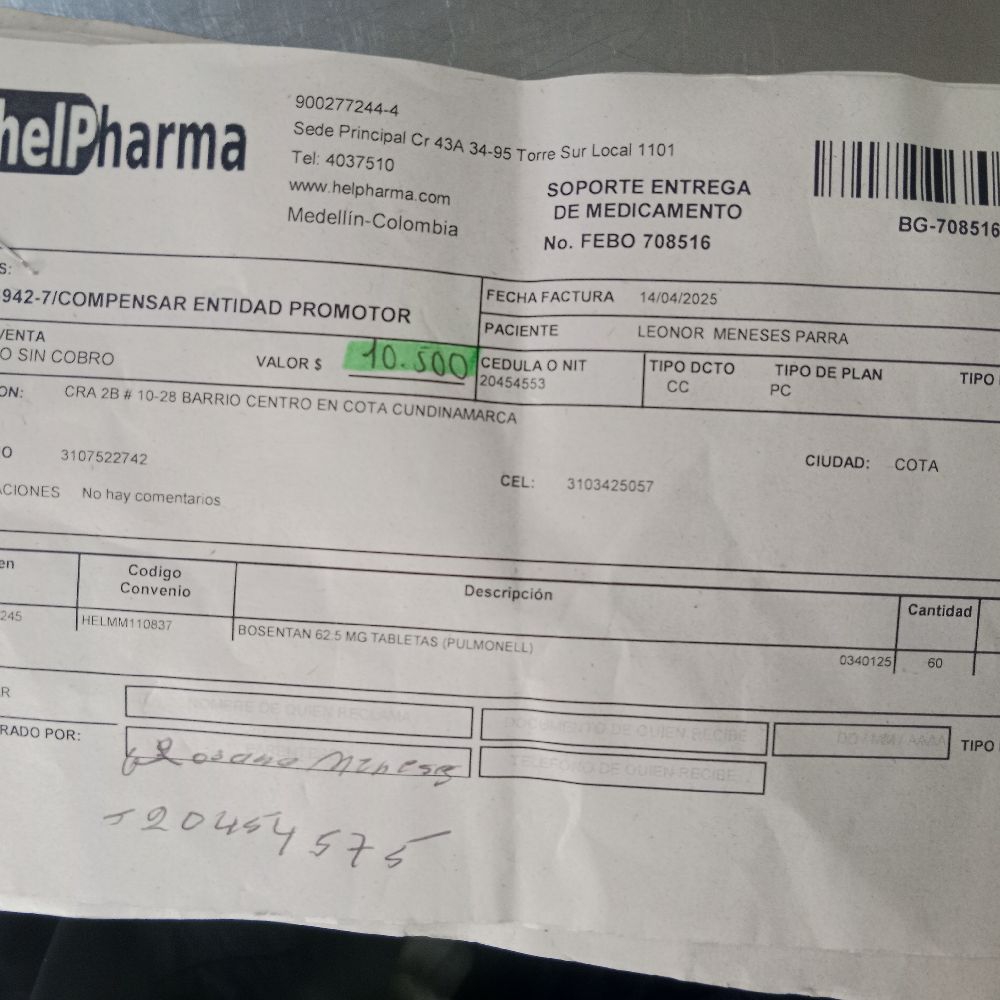 helPharma
900277244-4
Sede Principal Cr 43A 34-95 Torre Sur Local 1101
Tel: 4037510
www.helpharma.com
Medellín-Colombia
SOPORTE ENTREGA
DE MEDICAMENTO
No. FEBO 708516
BG-708516
S:
942-7/COMPENSAR ENTIDAD PROMOTOR
FECHA FACTURA 14/04/2025
PACIENTE LEONOR MENESES PARRA
VENTA
O SIN COBRO VALOR $ 10.500
CEDULA O NIT
20454553
TIPO DCTO
CC
TIPO DE PLAN
PC
TIPO
ON: CRA 2B # 10-28 BARRIO CENTRO EN COTA CUNDINAMARCA
O 3107522742
CEL: 3103425057
CIUDAD: COTA
ACIONES No hay comentarios
en
Codigo
Convenio
Descripción
Cantidad
245
HELMM110837
BOSENTAN 62.5 MG TABLETAS (PULMONELL)
0340125
60
R
NOMBRE DE QUIEN RECLAMA
DOCUMENTO DE QUIEN RECIBE
DD / MM / AAAA
TIPO
RADO POR:
TELEFONO DE QUIEN RECIBE
Meneses
20454575